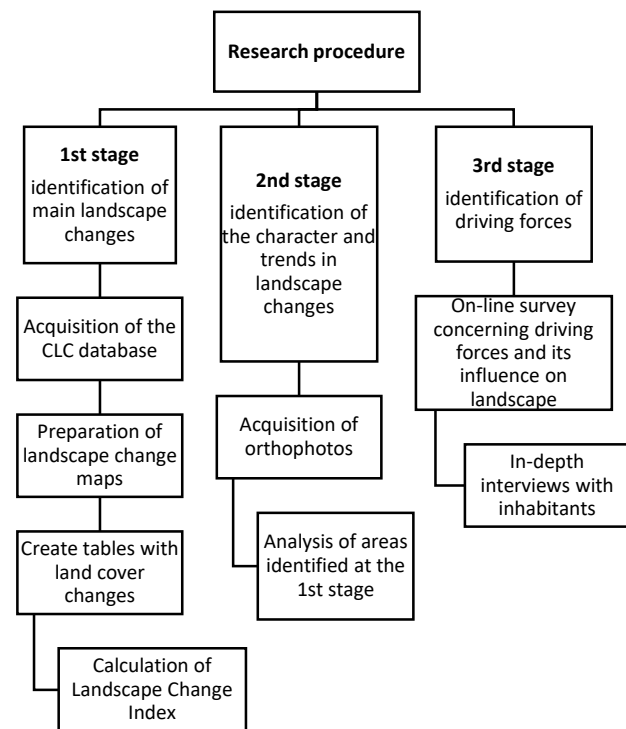 Research procedure
1st stage
identification of
main landscape
changes
Acquisition of the
CLC database
Preparation of
landscape change
maps
Create tables with
land cover
changes
Calculation of
Landscape Change
Index
2nd stage
identification of
the character and
trends in
landscape
changes
Acquisition of
orthophotos
Analysis of areas
identified at the
1st stage
3rd stage
identification of
driving forces
On-line survey
concerning driving
forces and its
influence on
landscape
In-depth
interviews with
inhabitants